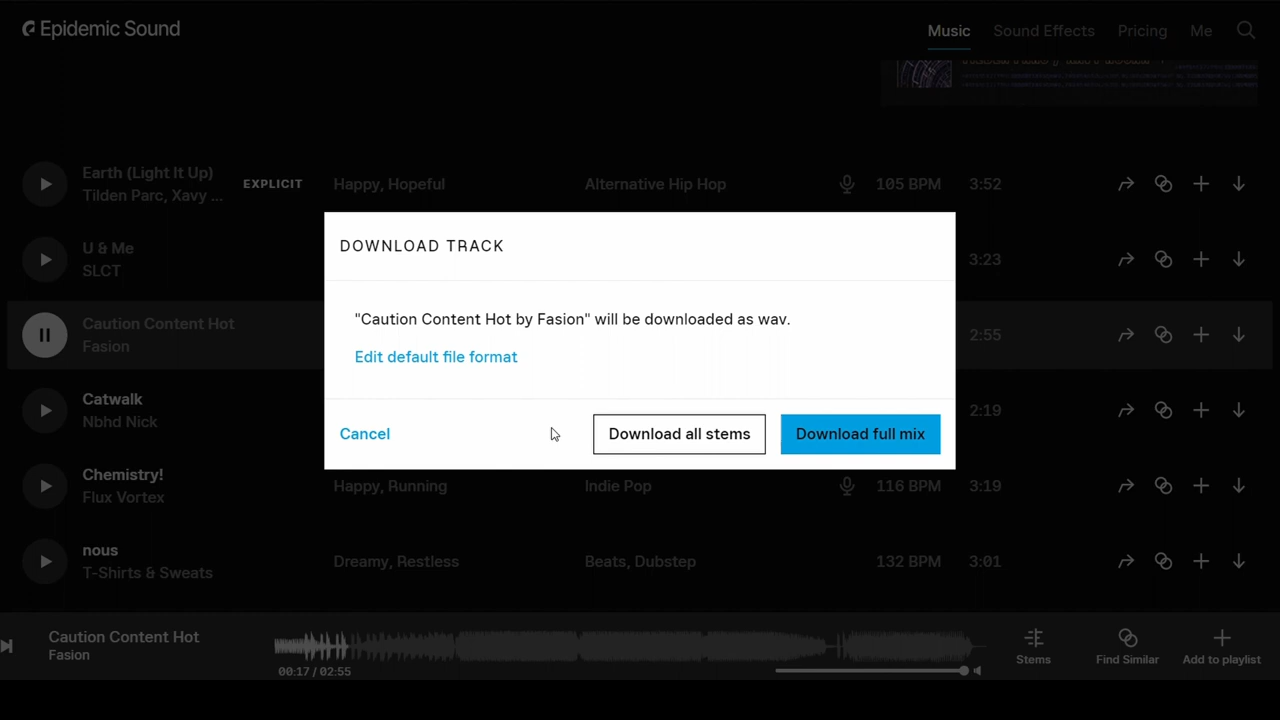 Epidemic Sound
Music Sound Effects Pricing Me
Earth (Light It Up)
Tilden Parc, Xavy ...
EXPLICIT
Happy, Hopeful
Alternative Hip Hop
105 BPM
3:52
U & Me
SLCT
3:23
Caution Content Hot
Fasion
2:55
DOWNLOAD TRACK
"Caution Content Hot by Fasion" will be downloaded as wav.
Edit default file format
Cancel
Download all stems
Download full mix
Catwalk
Nbhd Nick
2:19
Chemistry!
Flux Vortex
Happy, Running
Indie Pop
116 BPM
3:19
nous
T-Shirts & Sweats
Dreamy, Restless
Beats, Dubstep
132 BPM
3:01
Caution Content Hot
Fasion
00:17 / 02:55
Stems
Find Similar
Add to playlist